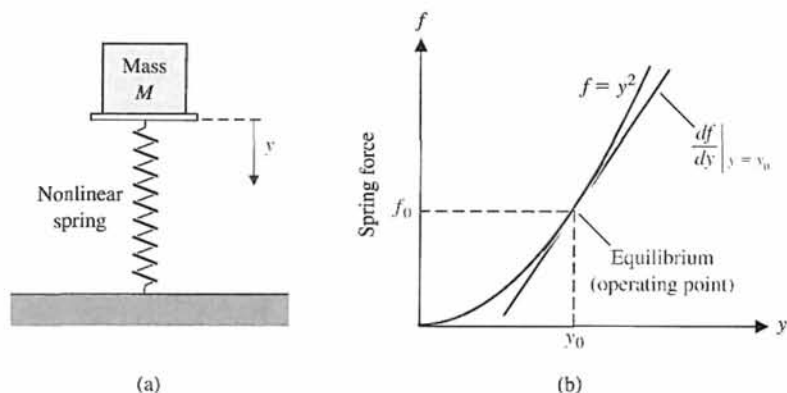 Mass
M
y
Nonlinear
spring
(a)
f
Spring force
f = y²
df
dy
y = y₀
f₀
Equilibrium
(operating point)
y₀
y
(b)